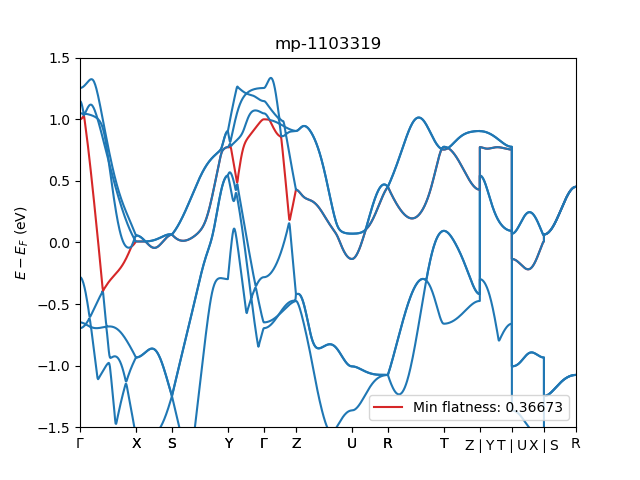 mp-1103319
E − E_F (eV)
1.5
1.0
0.5
0.0
−0.5
−1.0
−1.5
Min flatness: 0.36673
Γ X S Y Γ Z U R T Z|Y T|U X|S R